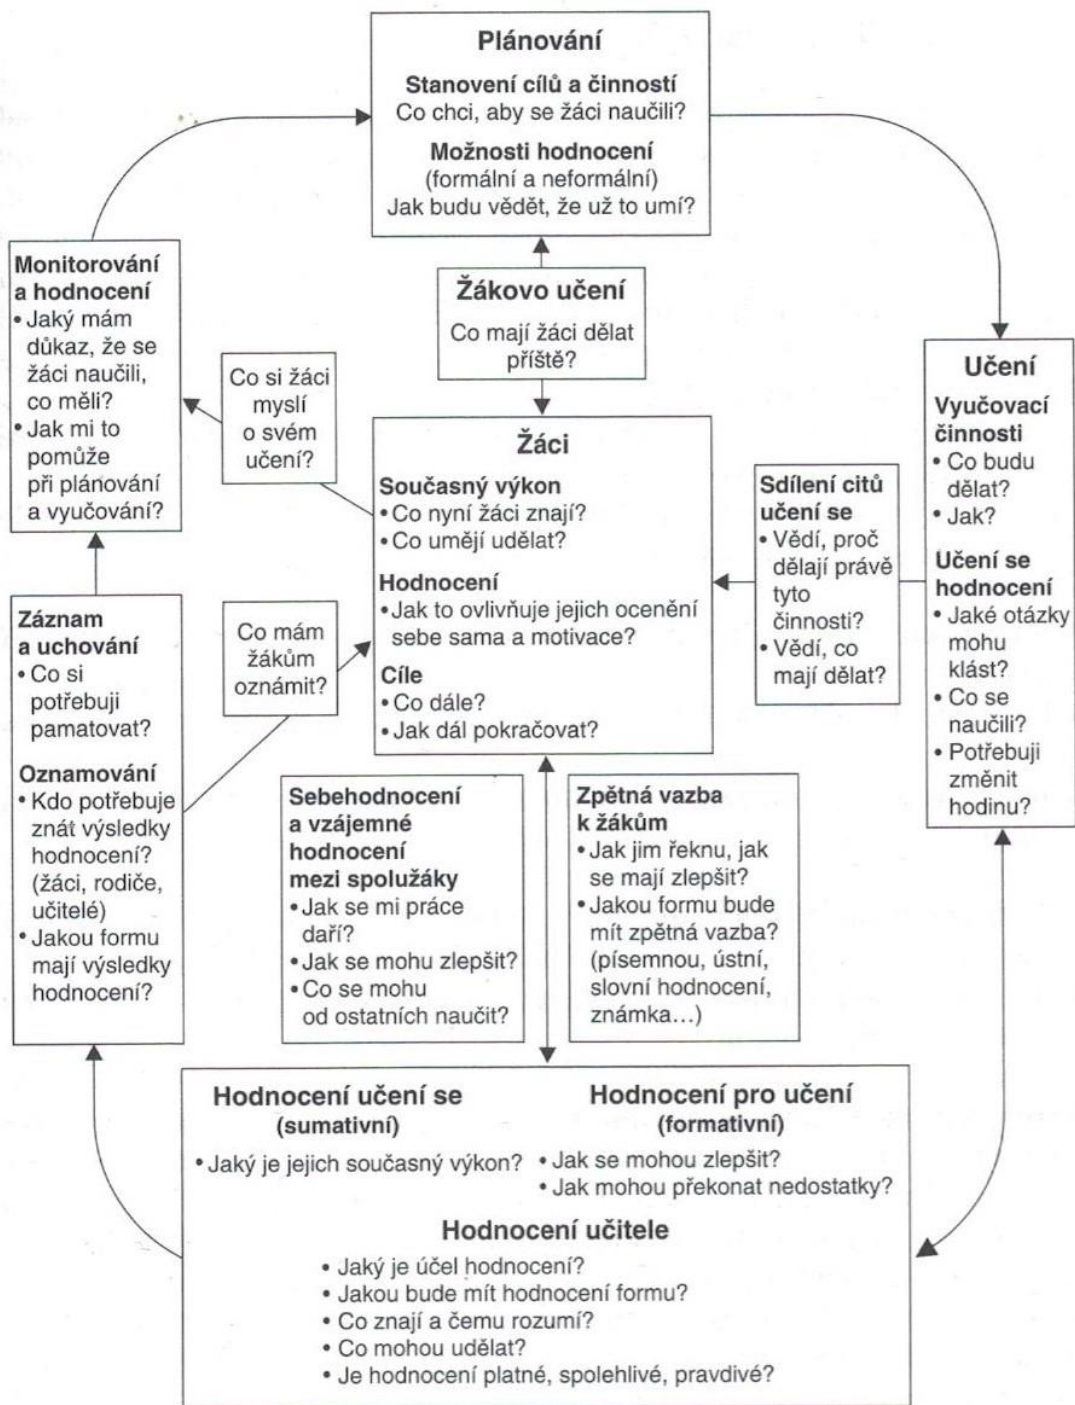 Plánování
Stanovení cílů a činností
Co chci, aby se žáci naučili?
Možnosti hodnocení
(formální a neformální)
Jak budu vědět, že už to umí?
Monitorování
a hodnocení
• Jaký mám
důkaz, že se
žáci naučili,
co měli?
• Jak mi to
pomůže
při plánování
a vyučování?
Co si žáci
myslí
o svém
učení?
Žákovo učení
Co mají žáci dělat
příště?
Žáci
Současný výkon
• Co nyní žáci znají?
• Co umějí udělat?
Hodnocení
• Jak to ovlivňuje jejich ocenění
sebe sama a motivace?
Cíle
• Co dále?
• Jak dál pokračovat?
Sdílení citů
učení se
• Vědí, proč
dělají právě
tyto
činnosti?
• Vědí, co
mají dělat?
Učení
Vyučovací
činnosti
• Co budu
dělat?
• Jak?
Učení se
hodnocení
• Jaké otázky
mohu
klást?
• Co se
naučili?
• Potřebuji
změnit
hodinu?
Záznam
a uchování
• Co si
potřebuji
pamatovat?
Oznamování
• Kdo potřebuje
znát výsledky
hodnocení?
(žáci, rodiče,
učitelé)
• Jakou formu
mají výsledky
hodnocení?
Co mám
žákům
oznámit?
Sebehodnocení
a vzájemné
hodnocení
mezi spolužáky
• Jak se mi práce
daří?
• Jak se mohu zlepšit?
• Co se mohu
od ostatních naučit?
Zpětná vazba
k žákům
• Jak jim řeknu, jak
se mají zlepšit?
• Jakou formu bude
mít zpětná vazba?
(písemnou, ústní,
slovní hodnocení,
známka…)
Hodnocení učení se
(sumativní)
• Jaký je jejich současný výkon?
Hodnocení pro učení
(formativní)
• Jak se mohou zlepšit?
• Jak mohou překonat nedostatky?
Hodnocení učitele
• Jaký je účel hodnocení?
• Jakou bude mít hodnocení formu?
• Co znají a čemu rozumí?
• Co mohou udělat?
• Je hodnocení platné, spolehlivé, pravdivé?